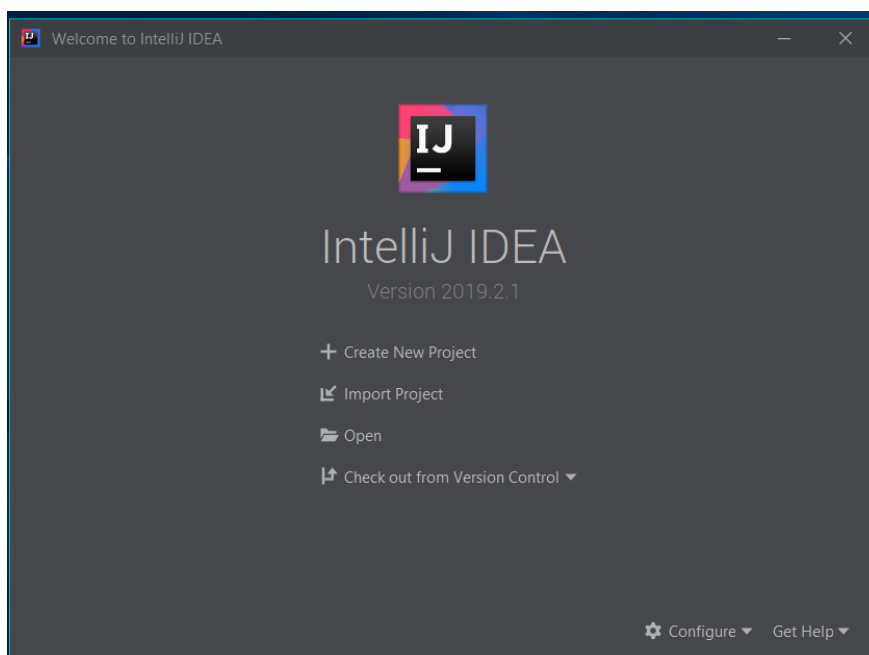 Welcome to IntelliJ IDEA
IJ
IntelliJ IDEA
Version 2019.2.1
Create New Project
Import Project
Open
Check out from Version Control
Configure Get Help